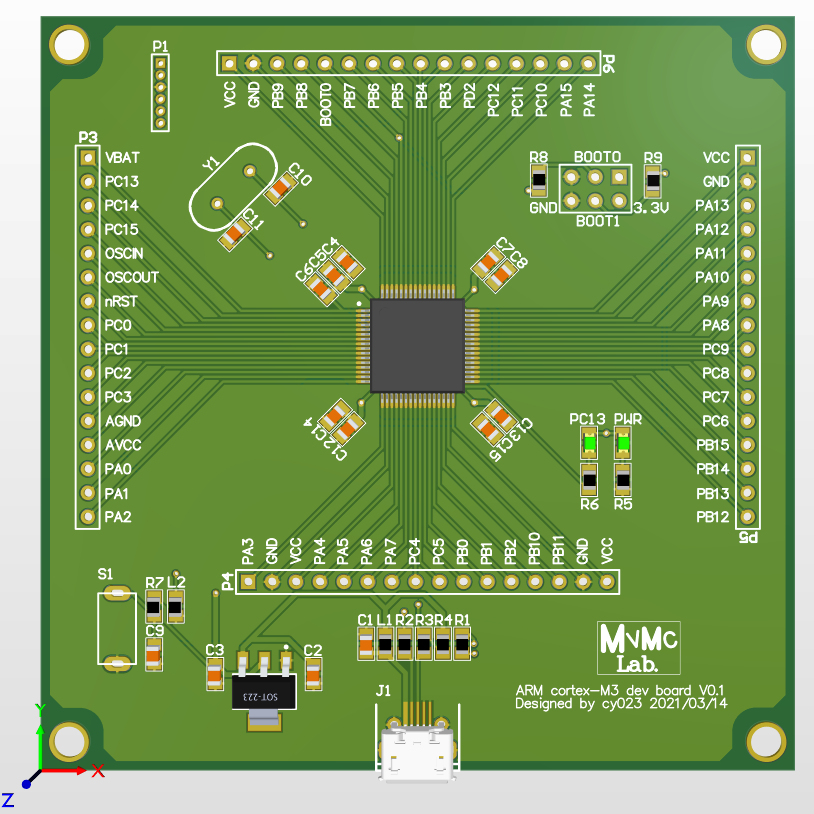 P1
P6
VCC
GND
PB9
PB8
BOOT0
PB7
PB6
PB5
PB4
PB3
PD2
PC12
PC11
PC10
PA15
PA14
P3
VBAT
PC13
PC14
PC15
OSCIN
OSCOUT
nRST
PC0
PC1
PC2
PC3
AGND
AVCC
PA0
PA1
PA2
Y1
C10
C11
C6C5C4
C7C8
R8
BOOT0
R9
GND
3.3V
BOOT1
VCC
GND
PA13
PA12
PA11
PA10
PA9
PA8
PC9
PC8
PC7
PC6
PB15
PB14
PB13
PB12
P5
C12C14
C13C15
PC13 PWR
R6 R5
P4
PA3
GND
VCC
PA4
PA5
PA6
PA7
PC4
PC5
PB0
PB1
PB2
PB10
PB11
GND
VCC
S1
R7 L2
C9
C3
C2
SOT-223
C1 L1 R2 R3 R4 R1
J1
MVMC
Lab.
ARM cortex-M3 dev board V0.1
Designed by cy023 2021/03/14
Y
X
Z